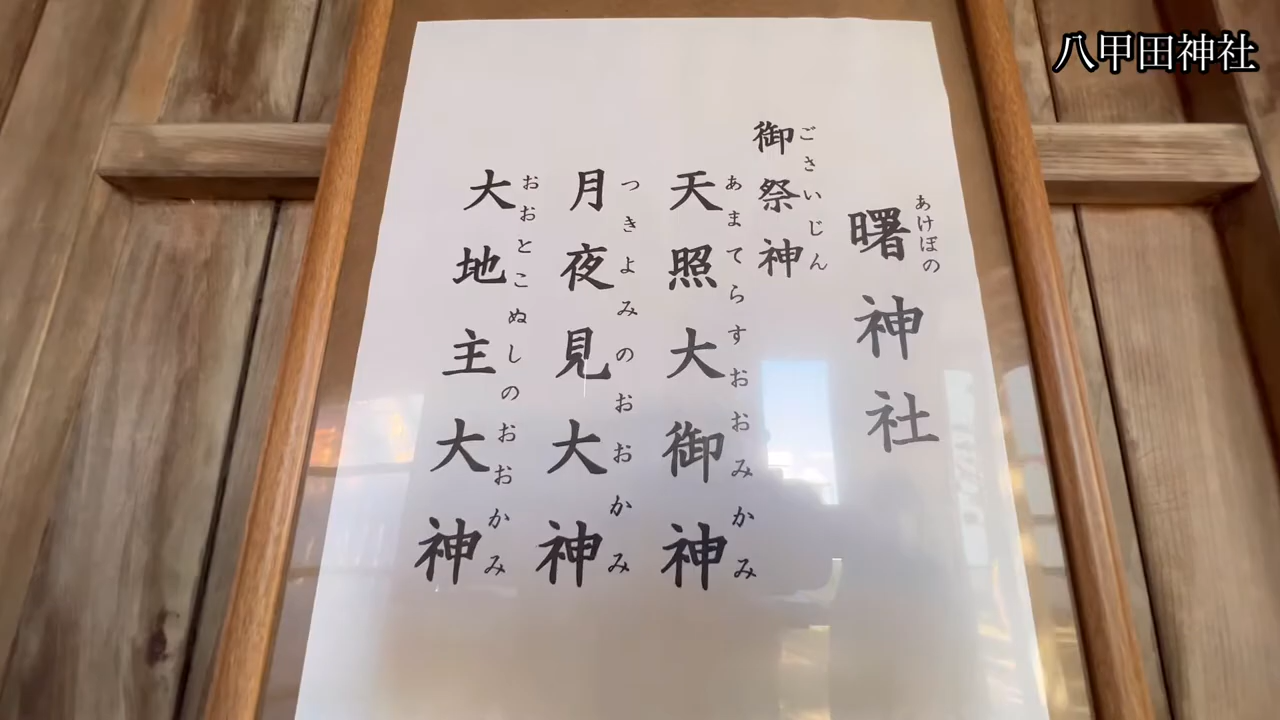 八甲田神社
曙神社
あけぼの
御祭神
ごさいじん
天照大御神
あまてらすおおみかみ
月夜見大神
つきよみのおおかみ
大地主大神
おおとこぬしのおおかみ